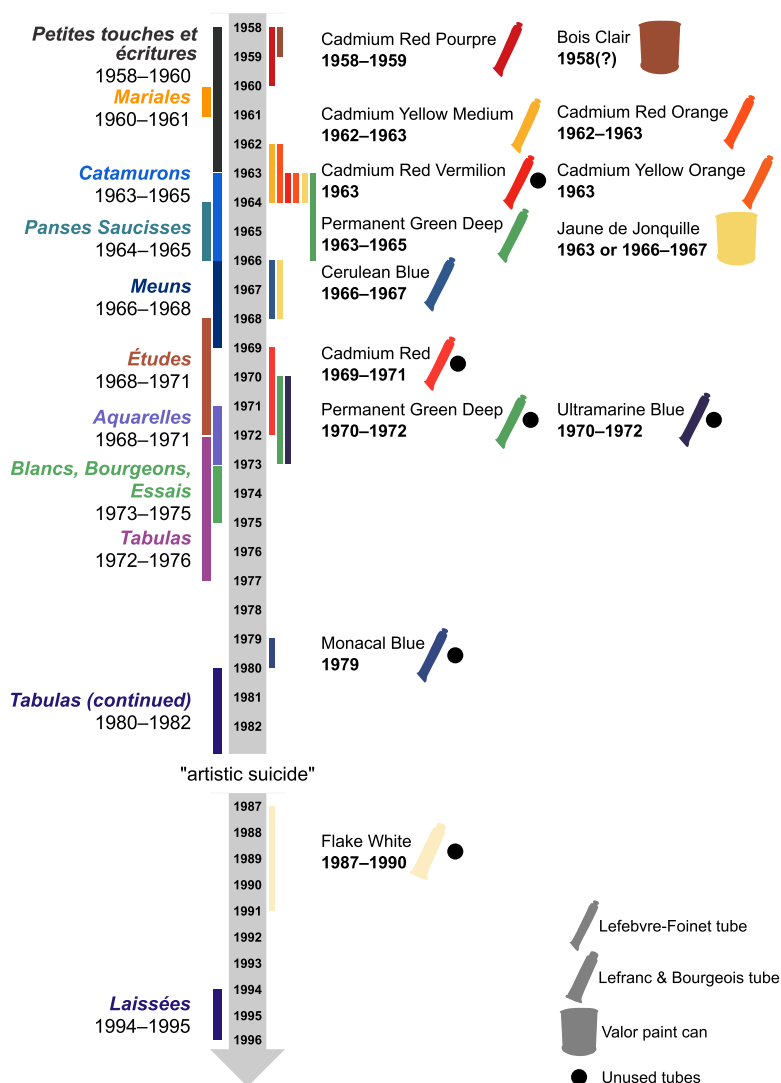 Petites touches et
écritures
1958–1960
Mariales
1960–1961
Catamurons
1963–1965
Panses Saucisses
1964–1965
Meuns
1966–1968
Études
1968–1971
Aquarelles
1968–1971
Blancs, Bourgeons,
Essais
1973–1975
Tabulas
1972–1976
Tabulas (continued)
1980–1982
1958
1959
1960
1961
1962
1963
1964
1965
1966
1967
1968
1969
1970
1971
1972
1973
1974
1975
1976
1977
1978
1979
1980
1981
1982
Cadmium Red Pourpre
1958–1959
Bois Clair
1958(?)
Cadmium Yellow Medium
1962–1963
Cadmium Red Orange
1962–1963
Cadmium Red Vermilion
1963
Cadmium Yellow Orange
1963
Permanent Green Deep
1963–1965
Jaune de Jonquille
1963 or 1966–1967
Cerulean Blue
1966–1967
Cadmium Red
1969–1971
Permanent Green Deep
1970–1972
Ultramarine Blue
1970–1972
Monacal Blue
1979
"artistic suicide"
1987
1988
1989
1990
1991
1992
1993
1994
1995
1996
Flake White
1987–1990
Laissées
1994–1995
Lefebvre-Foinet tube
Lefranc & Bourgeois tube
Valor paint can
Unused tubes